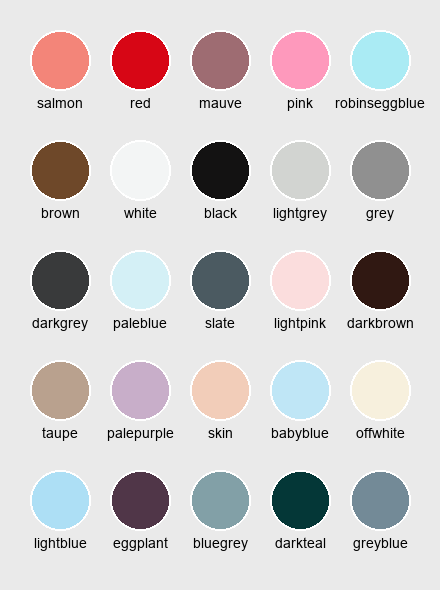 salmon red mauve pink robinseggblue
brown white black lightgrey grey
darkgrey paleblue slate lightpink darkbrown
taupe palepurple skin babyblue offwhite
lightblue eggplant bluegrey darkteal greyblue